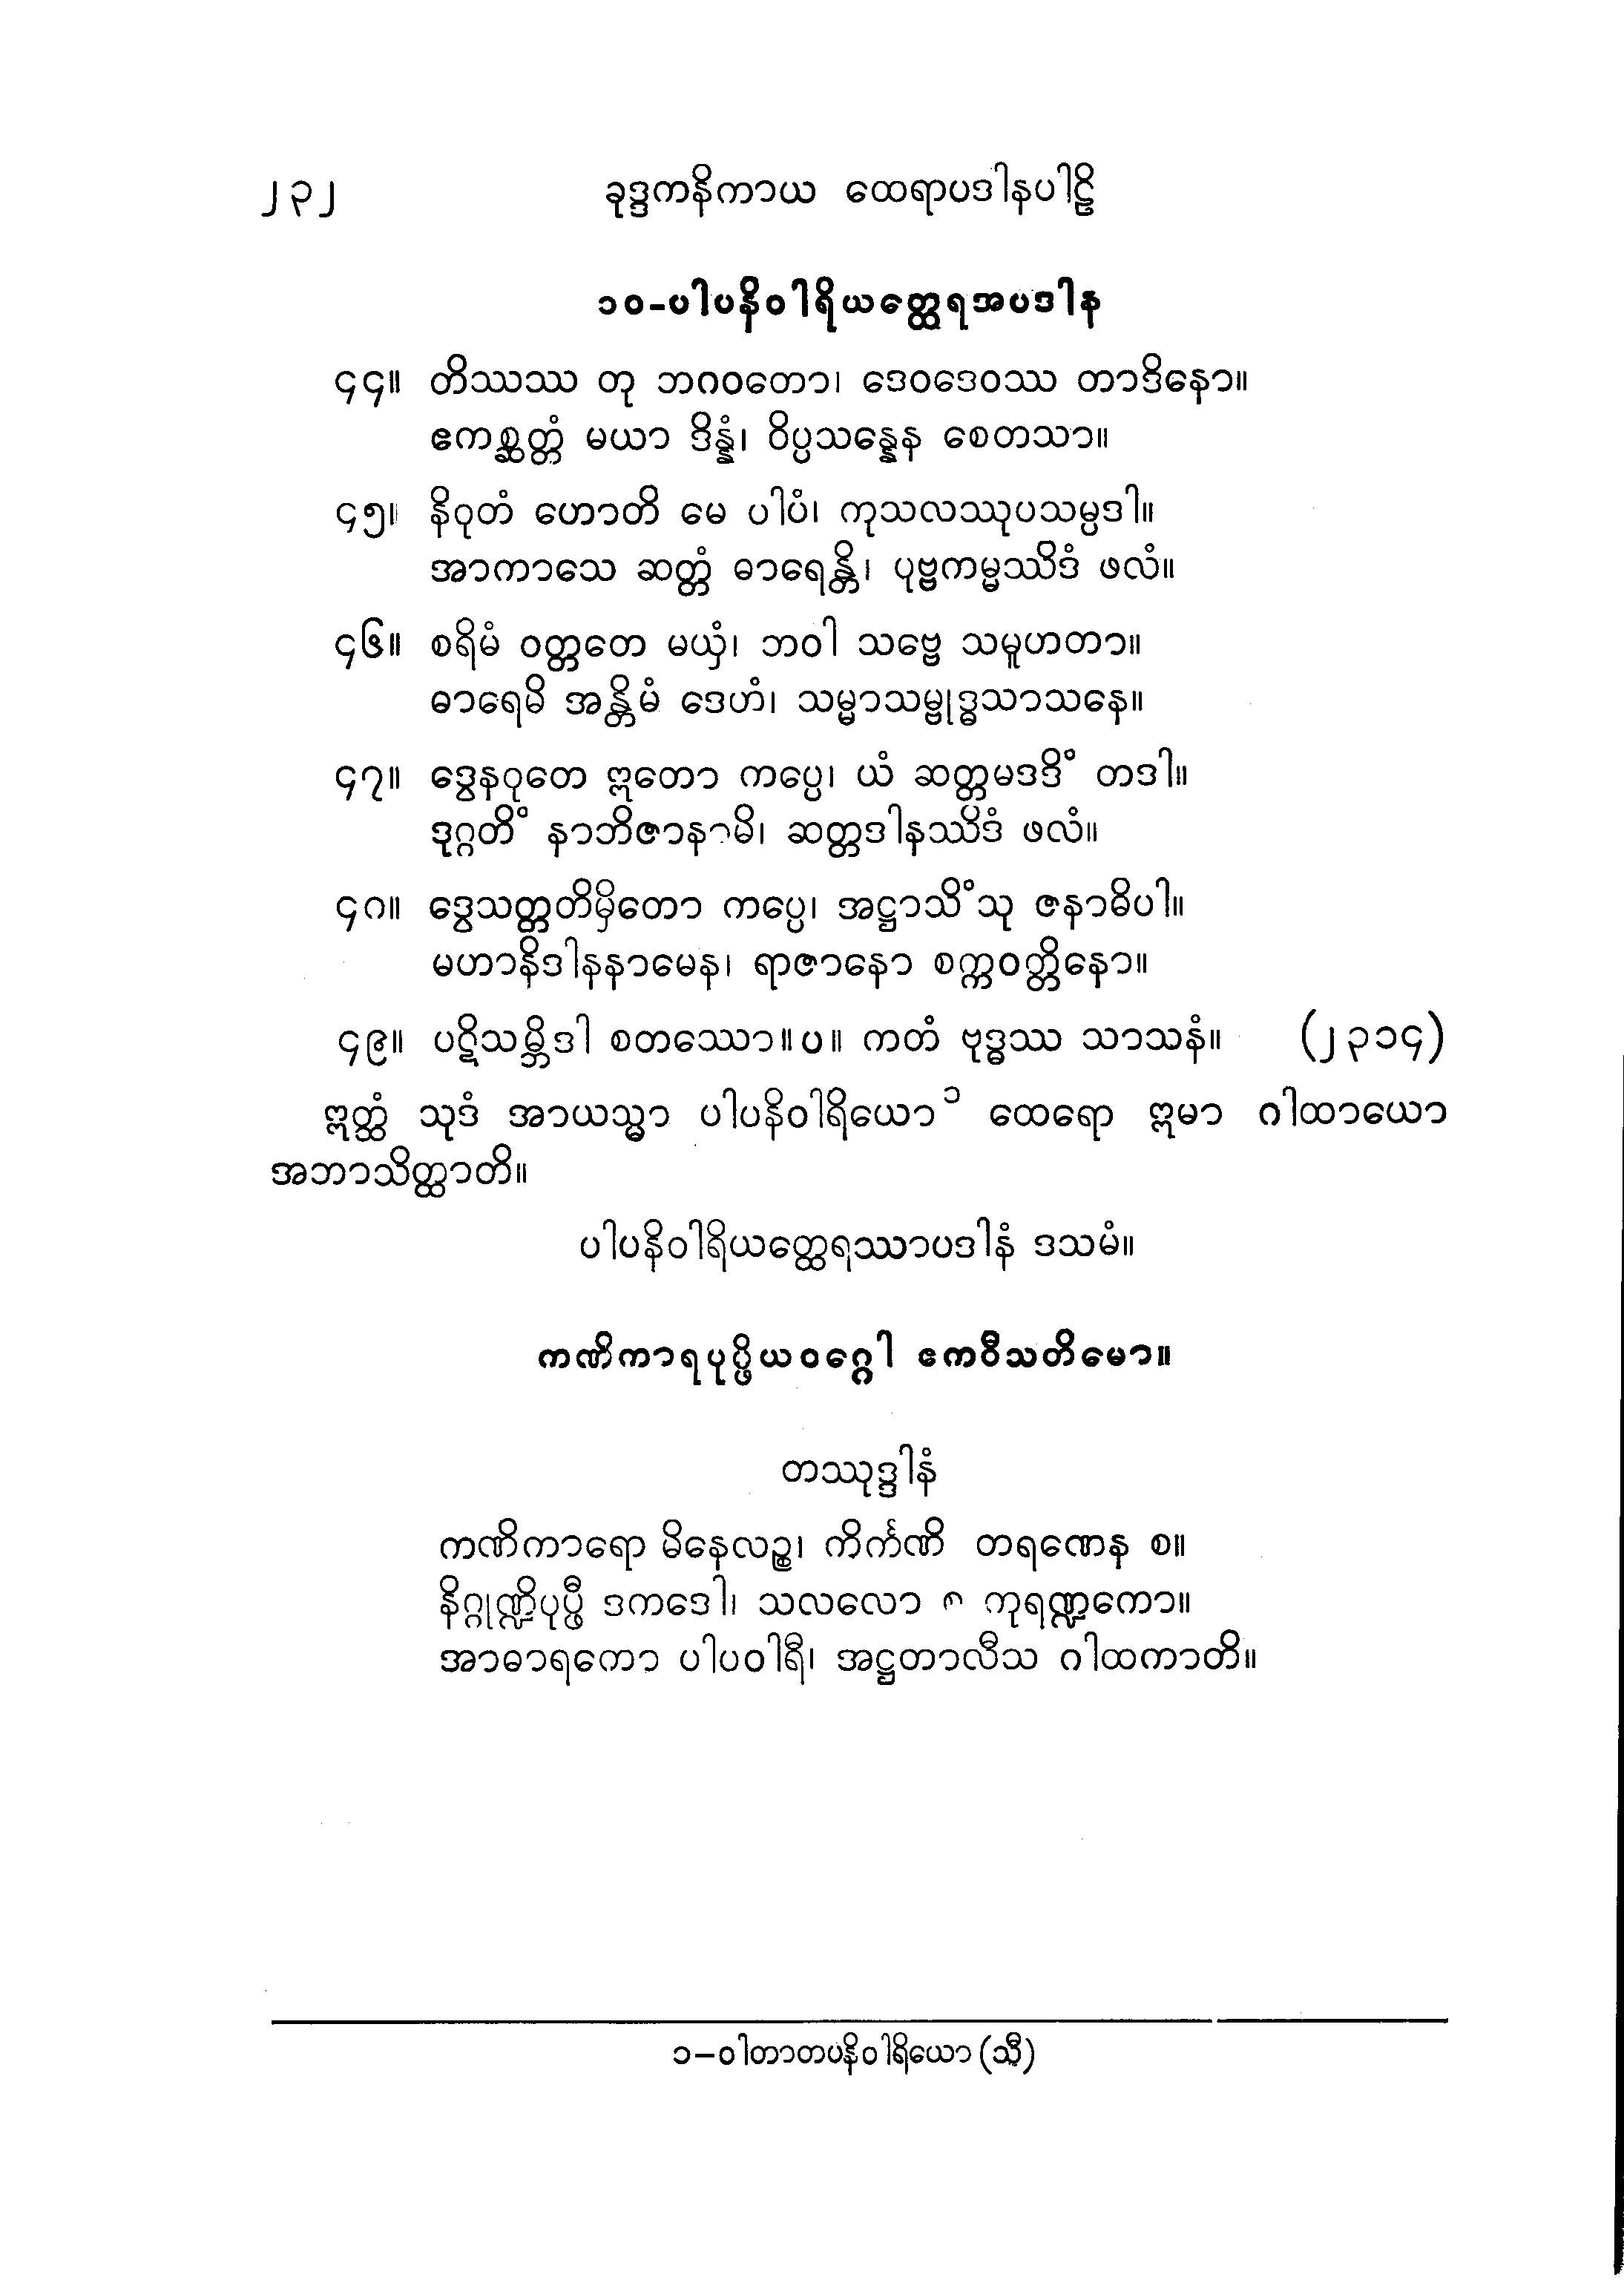 ၂၃၂ ခုဒ္ဒကနိကာယ ထေရာပဒါနပါဠိ
၁၀-ပါပနိဝါရိယတ္ထေရအပဒါန
၄၄။ တိဿဿ တု ဘဂဝတော၊ ဒေဝဒေဝဿ တာဒိနော။
ဧကစ္ဆတ္တံ မယာ ဒိန္နံ၊ ဝိပ္ပသန္နေန စေတသာ။
၄၅။ နိဝုတံ ဟောတိ မေ ပါပံ၊ ကုသလဿုပသမ္ပဒါ။
အာကာသေ ဆတ္တံ ဓာရေန္တိ၊ ပုဗ္ဗကမ္မဿိဒံ ဖလံ။
၄၆။ စရိမံ ဝတ္တတေ မယှံ၊ ဘဝါ သဗ္ဗေ သမူဟတာ။
ဓာရေမိ အန္တိမံ ဒေဟံ၊ သမ္မာသမ္ဗုဒ္ဓသာသနေ။
၄၇။ ဒွေနဝုတေ ဣတော ကပ္ပေ၊ ယံ ဆတ္တမဒဒိံ တဒါ။
ဒုဂ္ဂတိံ နာဘိဇာနာမိ၊ ဆတ္တဒါနဿိဒံ ဖလံ။
၄၈။ ဒွေသတ္တတိမှိတော ကပ္ပေ၊ အဋ္ဌာသိံသု ဇနာဓိပါ။
မဟာနိဒါနနာမေန၊ ရာဇာနော စက္ကဝတ္တိနော။
၄၉။ ပဋိသမ္ဘိဒါ စတဿော။ပ။ ကတံ ဗုဒ္ဓဿ သာသနံ။ (၂၃၁၄)
ဣတ္ထံ သုဒံ အာယသ္မာ ပါပနိဝါရိယော ၁ ထေရော ဣမာ ဂါထာယော
အဘာသိတ္ထာတိ။
ပါပနိဝါရိယတ္ထေရဿာပဒါနံ ဒသမံ။
ကဏိကာရပုပ္ဖိယဝဂ္ဂေါ ဧကဝီသတိမော။
တဿုဒ္ဒါနံ
ကဏိကာရော မိနေလဉ္စ၊ ကိင်္ကဏိ တရဏေန စ။
နိဂ္ဂုဏ္ဍိပုပ္ဖီ ဒကဒေါ၊ သလလော ကုရဏ္ဍကော။
အာဓာရကော ပါပဝါရီ၊ အဋ္ဌတာလီသ ဂါထကာတိ။
၁-ဝါတာတပနိဝါရိယော (သီ)